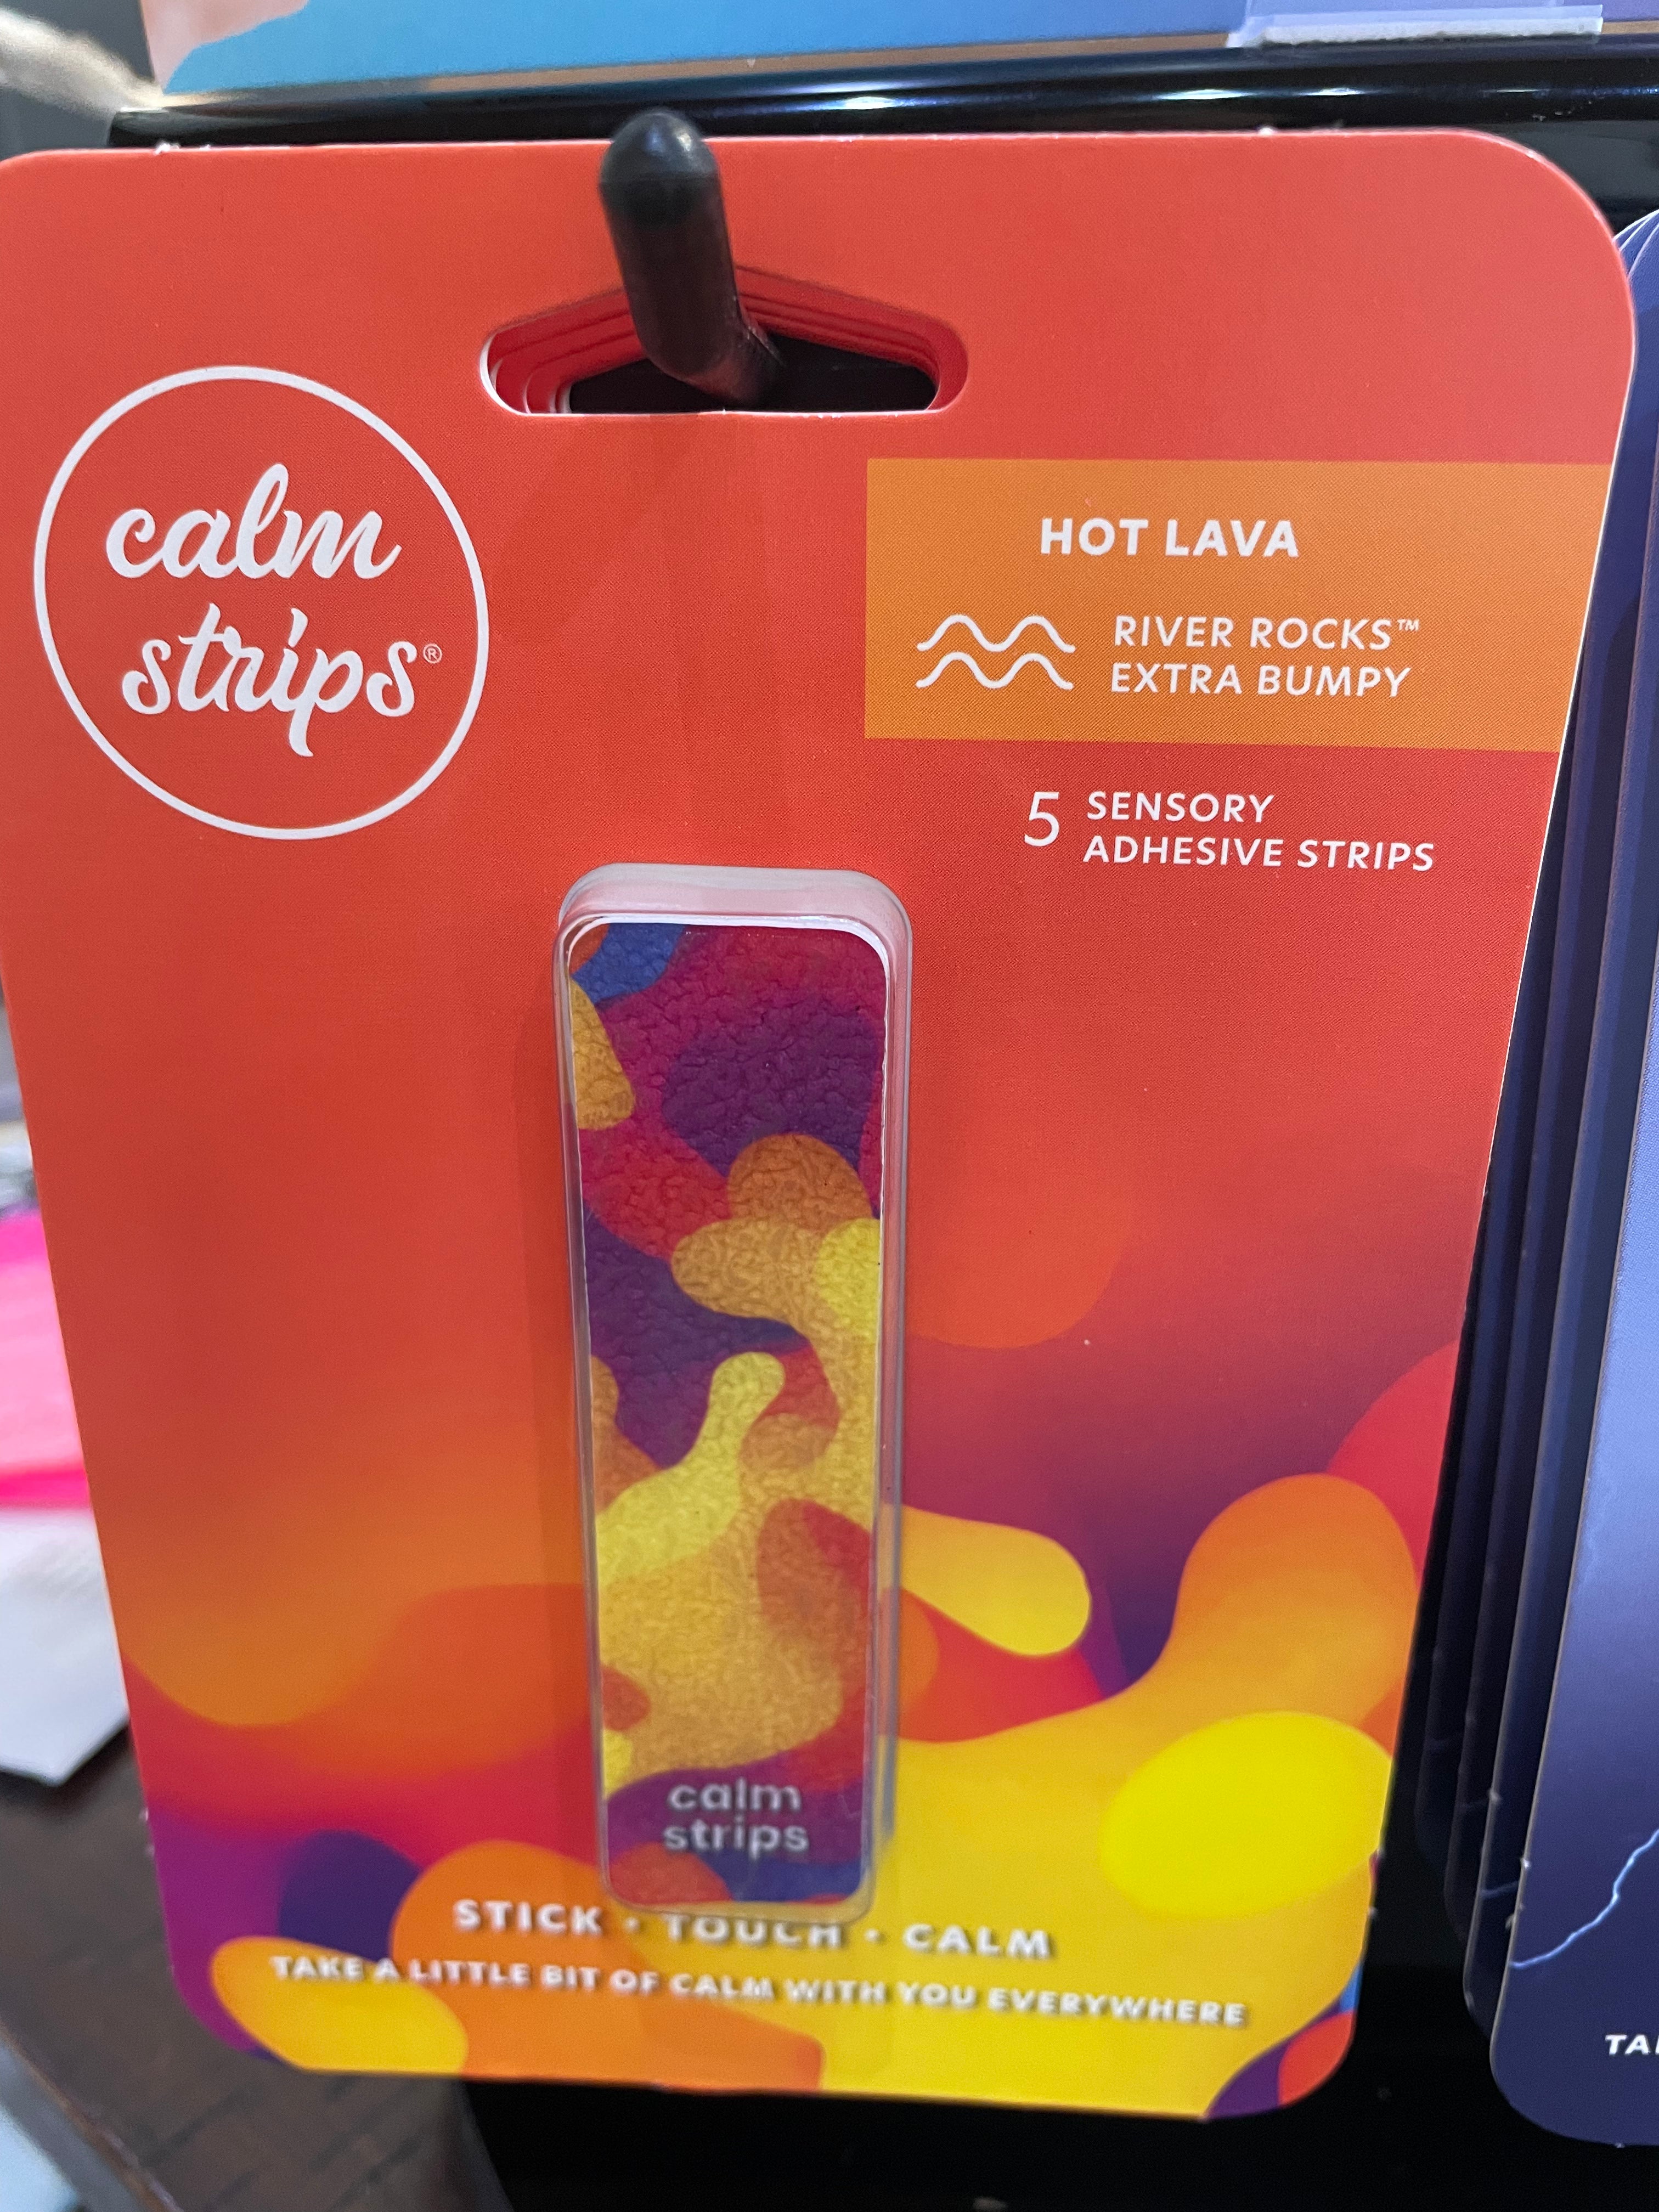 calm
strips®
HOT LAVA
RIVER ROCKS™
EXTRA BUMPY
5 SENSORY
ADHESIVE STRIPS
calm
strips
STICK • TOUCH • CALM
TAKE A LITTLE BIT OF CALM WITH YOU EVERYWHERE